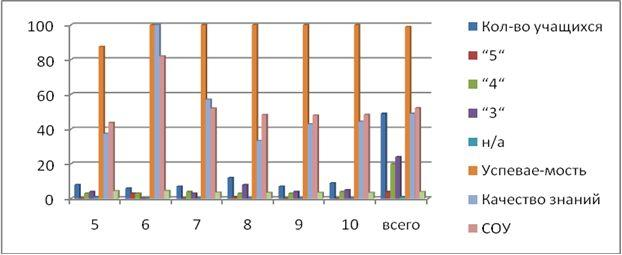 100
80
60
40
20
0
5 6 7 8 9 10 всего
Кол-во учащихся
"5"
"4"
"3"
н/а
Успевае-мость
Качество знаний
СОУ